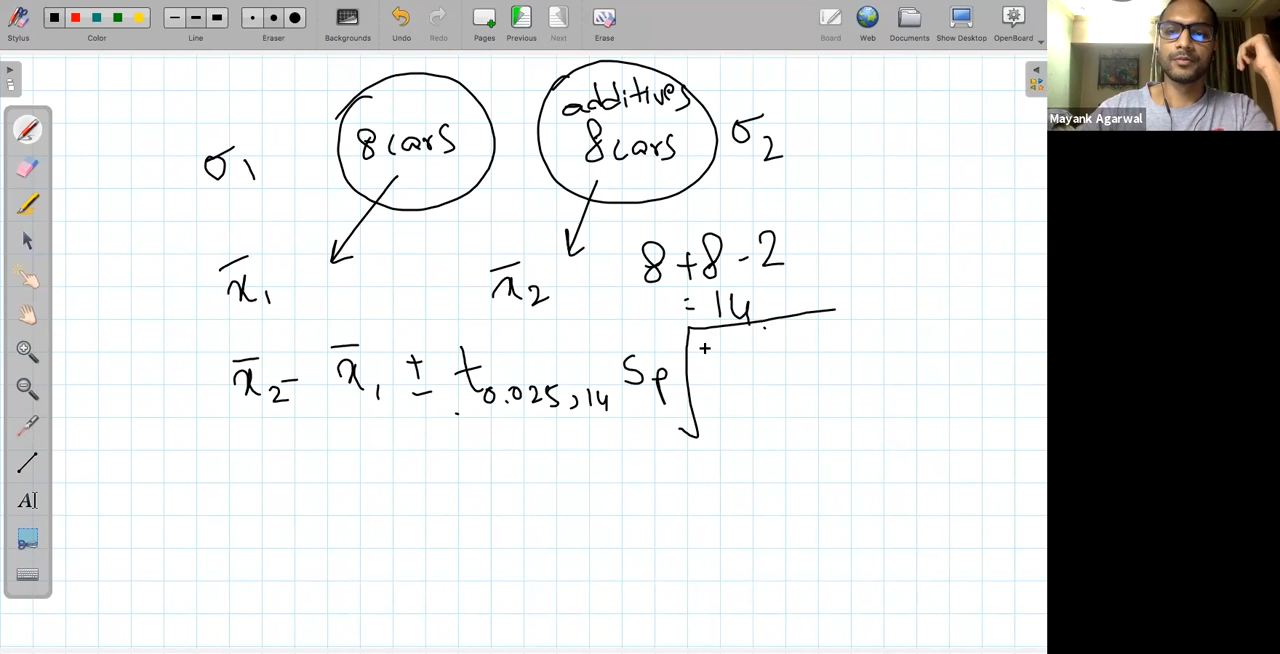 Stylus Color Line Eraser Backgrounds Undo Redo Pages Previous Next Erase Board Web Documents Show Desktop OpenBoard
Mayank Agarwal
additives
σ1 8 cars 8 cars σ2
x̄1 x̄2 8+8-2
= 14
x̄2 - x̄1 ± t0.025,14 Sp√